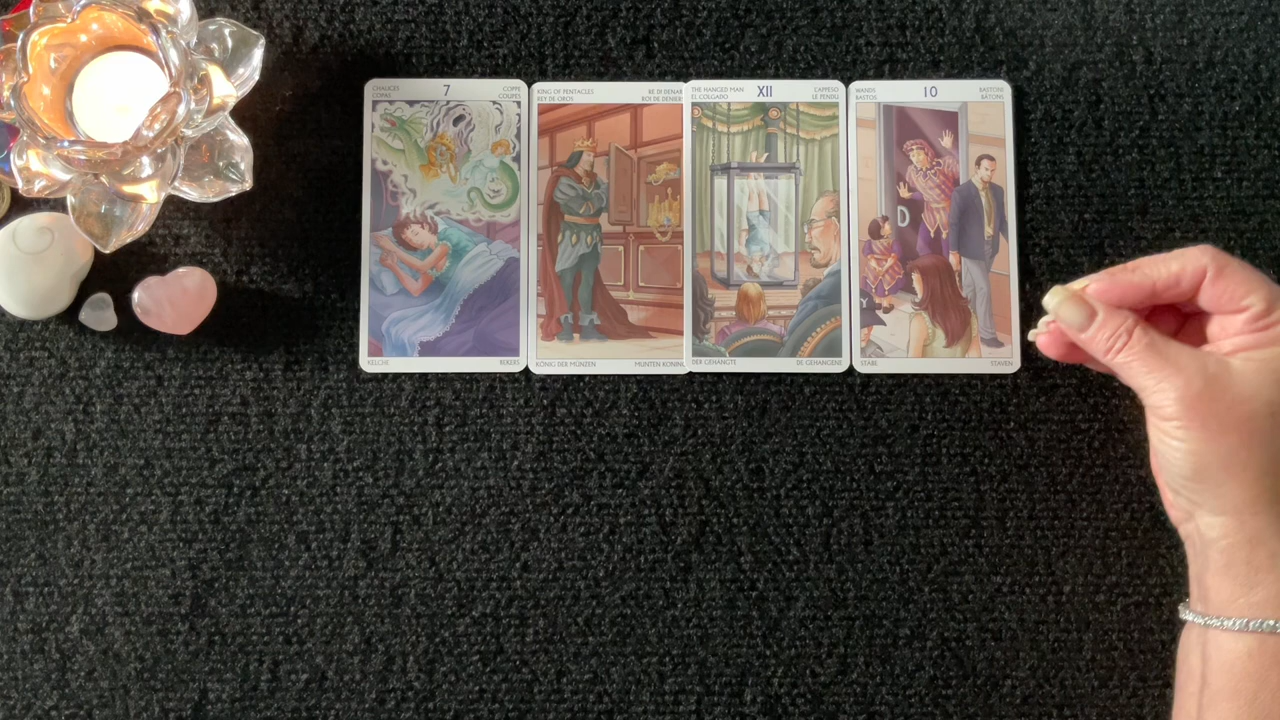 CHALICES 7 COPPE
COPAS COUPES
KELCHE BEKERS
KING OF PENTACLES RE DI DENAR
REY DE OROS ROI DE DENIERS
KÖNIG DER MÜNZEN MUNTEN KONING
THE HANGED MAN XII L'APPESO
EL COLGADO LE PENDU
DER GEHÄNGTE DE GEHANGENE
WANDS 10 BASTONI
BASTOS BÂTONS
D
Y
STÄBE STAVEN